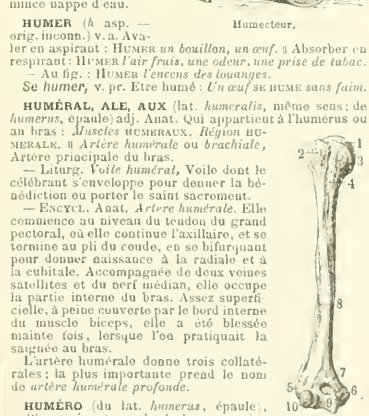 mince nappe d'eau.
HUMER (h asp. —
orig. inconn.) v. a. Ava-
ler en aspirant : HUMER un bouillon, un œuf. ॥ Absorber en
respirant : HUMER l'air frais, une odeur, une prise de tabac.
— Au fig. : HUMER l'encens des louanges.
Se humer, v. pr. Etre humé : Un œuf SE HUME sans faim.
Humecteur.
HUMÉRAL, ALE, AUX (lat. humeralis, même sens ; de
humerus, épaule) adj. Anat. Qui appartient à l'humérus ou
au bras : Muscles HUMÉRAUX. Région HU-
MÉRALE. ॥ Artère humérale ou brachiale,
Artère principale du bras.
— Liturg. Voile huméral, Voile dont le
célébrant s'enveloppe pour donner la bé-
nédiction ou porter le saint sacrement.
— ENCYCL. Anat. Artère humérale. Elle
commence au niveau du tendon du grand
pectoral, où elle continue l'axillaire, et se
termine au pli du coude, en se bifurquant
pour donner naissance à la radiale et à
la cubitale. Accompagnée de deux veines
satellites et du nerf médian, elle occupe
la partie interne du bras. Assez superfi-
cielle, à peine couverte par le bord interne
du muscle biceps, elle a été blessée
mainte fois, lorsque l'on pratiquait la
saignée au bras.
L'artère humérale donne trois collaté-
rales ; la plus importante prend le nom
de artère humérale profonde.
HUMÉRO (du lat. humerus, épaule),
1
2
3
4
8
7
5
6
10
9